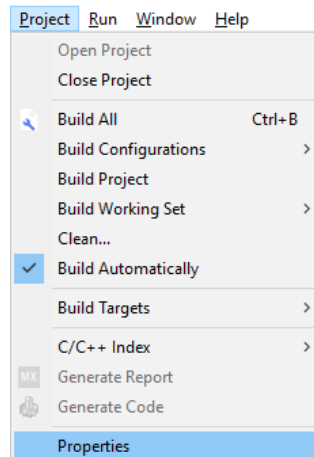 Project Run Window Help
Open Project
Close Project
Build All Ctrl+B
Build Configurations >
Build Project
Build Working Set >
Clean...
Build Automatically
Build Targets >
C/C++ Index >
MX Generate Report
Generate Code
Properties